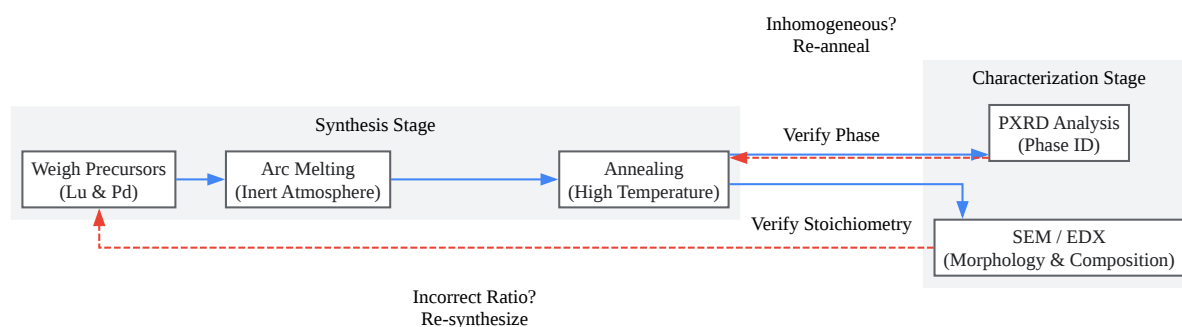 Inhomogeneous?
Re-anneal
Characterization Stage
Synthesis Stage
Verify Phase
PXRD Analysis
(Phase ID)
Weigh Precursors
(Lu & Pd)
Arc Melting
(Inert Atmosphere)
Annealing
(High Temperature)
Verify Stoichiometry
SEM / EDX
(Morphology & Composition)
Incorrect Ratio?
Re-synthesize